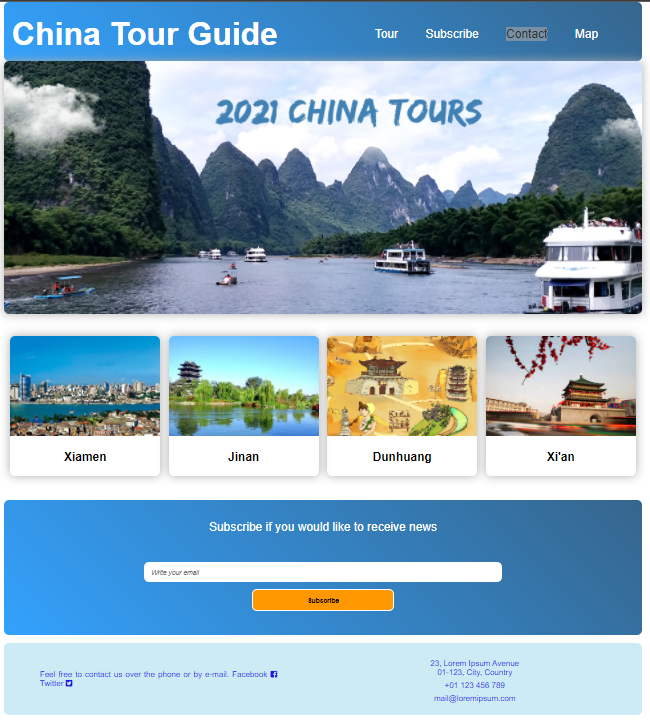 China Tour Guide
Tour Subscribe Contact Map
2021 CHINA TOURS
Xiamen Jinan Dunhuang Xi'an
Subscribe if you would like to receive news
Write your email
Subscribe
Feel free to contact us over the phone or by e-mail. Facebook
Twitter
23, Lorem Ipsum Avenue
01-123, City, Country
+01 123 456 789
mail@loremipsum.com